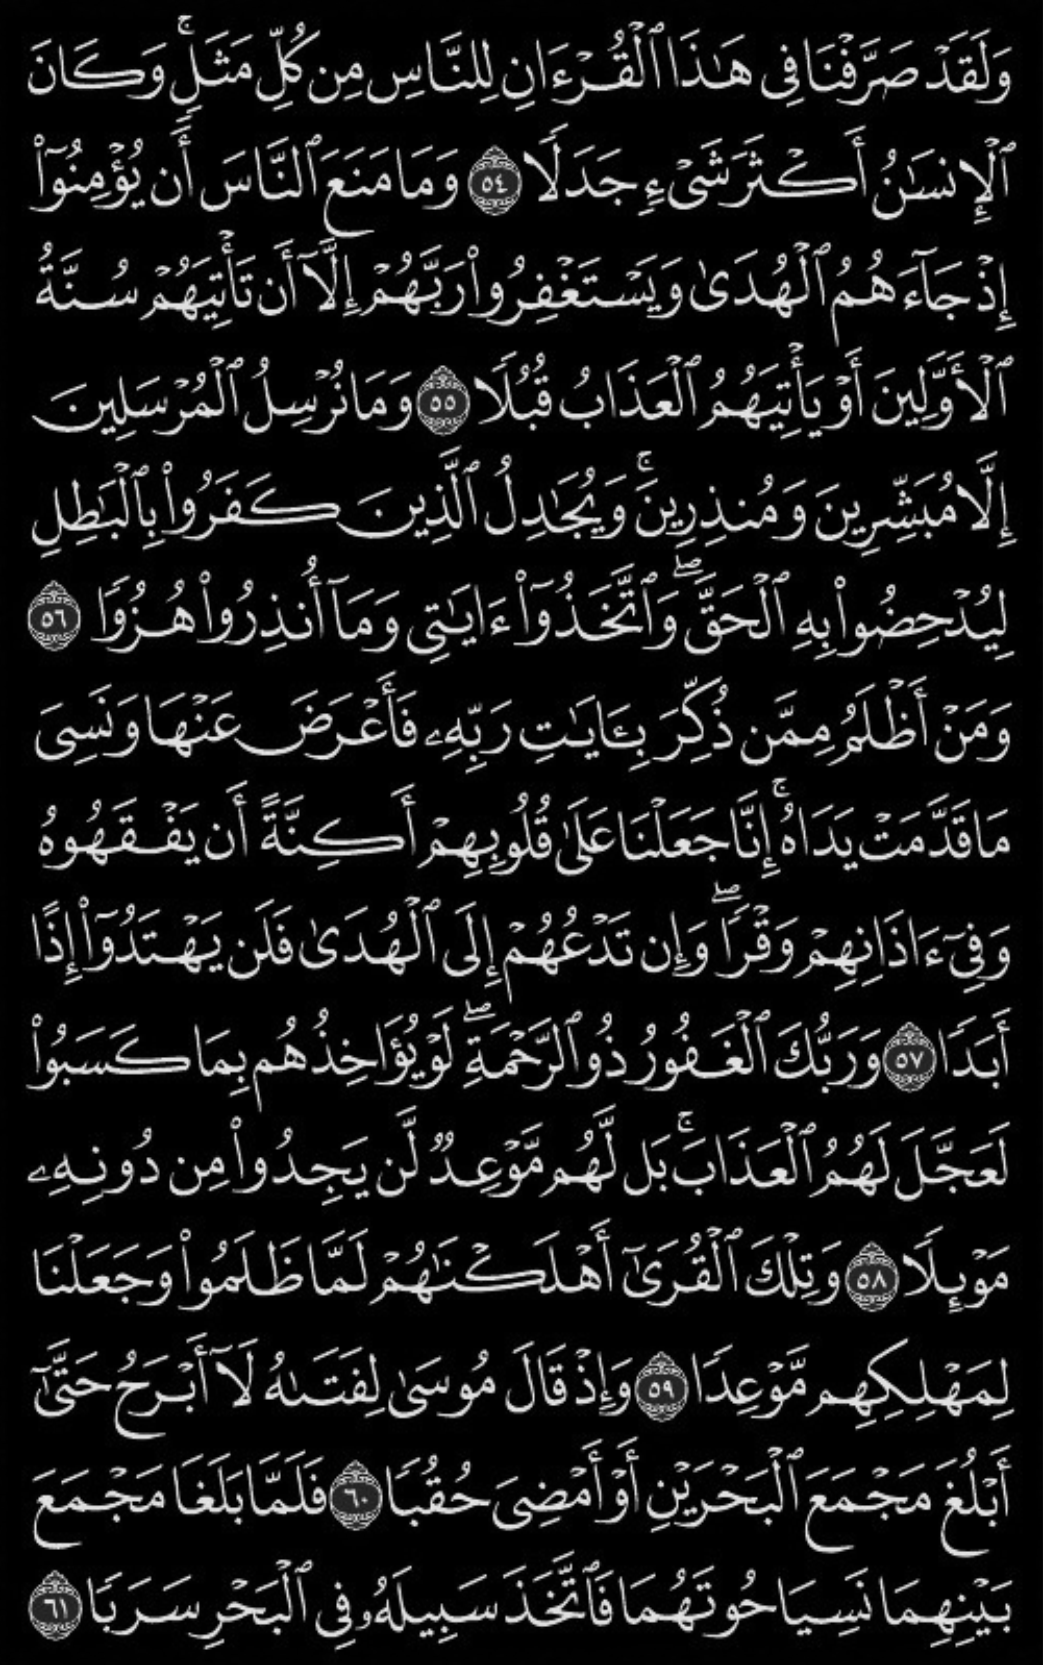 وَلَقَدْ صَرَّفْنَا فِى هَـٰذَا ٱلْقُرْءَانِ لِلنَّاسِ مِن كُلِّ مَثَلٍۚ وَكَانَ
ٱلْإِنسَـٰنُ أَكْثَرَ شَىْءٍ جَدَلًا ٥٤ وَمَا مَنَعَ ٱلنَّاسَ أَن يُؤْمِنُوٓا۟
إِذْ جَآءَهُمُ ٱلْهُدَىٰ وَيَسْتَغْفِرُوا۟ رَبَّهُمْ إِلَّآ أَن تَأْتِيَهُمْ سُنَّةُ
ٱلْأَوَّلِينَ أَوْ يَأْتِيَهُمُ ٱلْعَذَابُ قُبُلًا ٥٥ وَمَا نُرْسِلُ ٱلْمُرْسَلِينَ
إِلَّا مُبَشِّرِينَ وَمُنذِرِينَۚ وَيُجَـٰدِلُ ٱلَّذِينَ كَفَرُوا۟ بِٱلْبَـٰطِلِ
لِيُدْحِضُوا۟ بِهِ ٱلْحَقَّۖ وَٱتَّخَذُوٓا۟ ءَايَـٰتِى وَمَآ أُنذِرُوا۟ هُزُوًا ٥٦
وَمَنْ أَظْلَمُ مِمَّن ذُكِّرَ بِـَٔايَـٰتِ رَبِّهِۦ فَأَعْرَضَ عَنْهَا وَنَسِىَ
مَا قَدَّمَتْ يَدَاهُۚ إِنَّا جَعَلْنَا عَلَىٰ قُلُوبِهِمْ أَكِنَّةً أَن يَفْقَهُوهُ
وَفِىٓ ءَاذَانِهِمْ وَقْرًاۖ وَإِن تَدْعُهُمْ إِلَى ٱلْهُدَىٰ فَلَن يَهْتَدُوٓا۟ إِذًا
أَبَدًا ٥٧ وَرَبُّكَ ٱلْغَفُورُ ذُو ٱلرَّحْمَةِۖ لَوْ يُؤَاخِذُهُم بِمَا كَسَبُوا۟
لَعَجَّلَ لَهُمُ ٱلْعَذَابَۚ بَل لَّهُم مَّوْعِدٌ لَّن يَجِدُوا۟ مِن دُونِهِۦ
مَوْئِلًا ٥٨ وَتِلْكَ ٱلْقُرَىٰٓ أَهْلَكْنَـٰهُمْ لَمَّا ظَلَمُوا۟ وَجَعَلْنَا
لِمَهْلِكِهِم مَّوْعِدًا ٥٩ وَإِذْ قَالَ مُوسَىٰ لِفَتَىٰهُ لَآ أَبْرَحُ حَتَّىٰٓ
أَبْلُغَ مَجْمَعَ ٱلْبَحْرَيْنِ أَوْ أَمْضِىَ حُقُبًا ٦٠ فَلَمَّا بَلَغَا مَجْمَعَ
بَيْنِهِمَا نَسِيَا حُوتَهُمَا فَٱتَّخَذَ سَبِيلَهُۥ فِى ٱلْبَحْرِ سَرَبًا ٦١